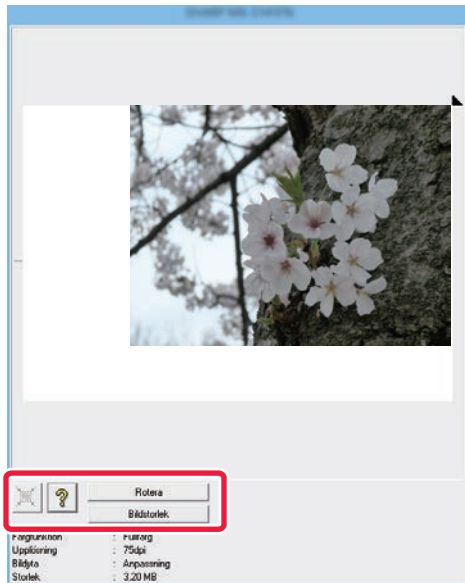 ?
Rotera
Bildstorlek
Färgfunktion : Fullfärg
Upplösning : 75dpi
Bildyta : Anpassning
Storlek : 3,20 MB